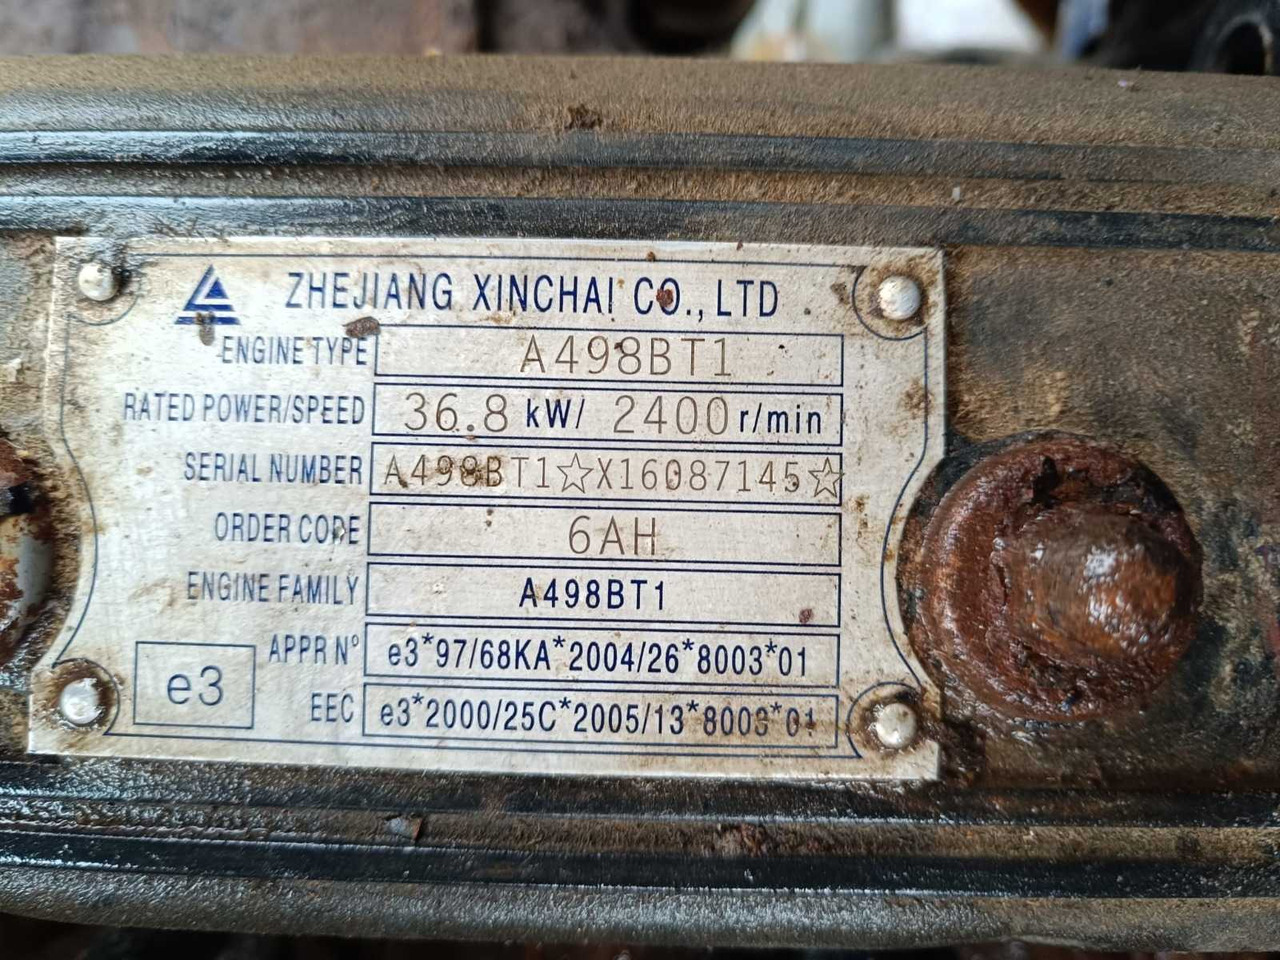 ZHEJIANG XINCHAI CO., LTD
ENGINE TYPE A498BT1
RATED POWER/SPEED 36.8 kW/ 2400 r/min
SERIAL NUMBER A498BT1☆X16087145☆
ORDER CODE 6AH
ENGINE FAMILY A498BT1
APPR Nº e3*97/68KA*2004/26*8003*01
e3 EEC e3*2000/25C*2005/13*8003*01